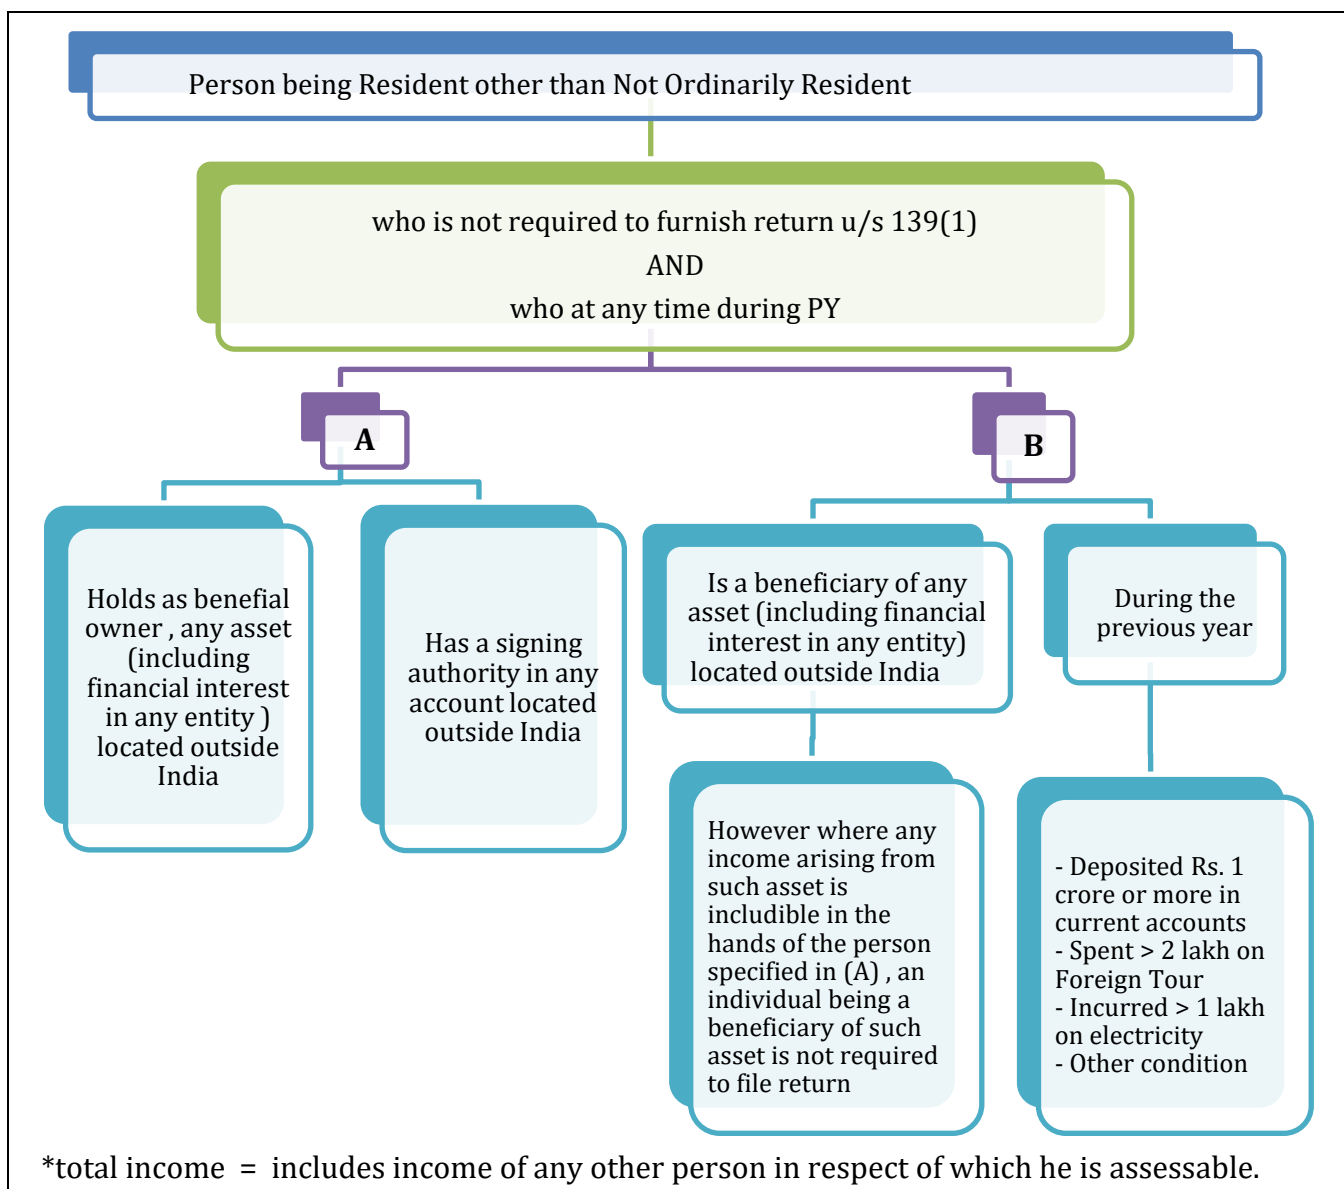 Person being Resident other than Not Ordinarily Resident
who is not required to furnish return u/s 139(1)
AND
who at any time during PY
A
B
Holds as benefial
owner , any asset
(including
financial interest
in any entity )
located outside
India
Has a signing
authority in any
account located
outside India
Is a beneficiary of any
asset (including financial
interest in any entity)
located outside India
During the
previous year
However where any
income arising from
such asset is
includible in the
hands of the person
specified in (A) , an
individual being a
beneficiary of such
asset is not required
to file return
- Deposited Rs. 1
crore or more in
current accounts
- Spent > 2 lakh on
Foreign Tour
- Incurred > 1 lakh
on electricity
- Other condition
*total income = includes income of any other person in respect of which he is assessable.